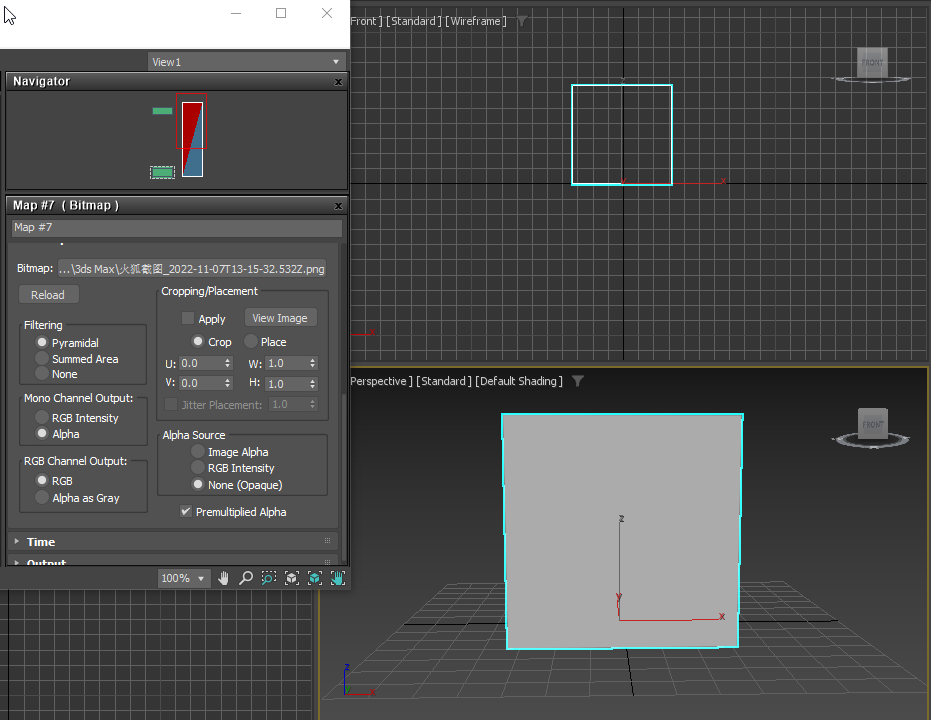 View1
Navigator
Map #7 ( Bitmap )
Map #7
Bitmap: ...\3ds Max\火狐截图_2022-11-07T13-15-32.532Z.png
Reload
Cropping/Placement
Apply View Image
Crop Place
U: 0.0 W: 1.0
V: 0.0 H: 1.0
Jitter Placement: 1.0
Filtering
Pyramidal
Summed Area
None
Mono Channel Output:
RGB Intensity
Alpha
RGB Channel Output:
RGB
Alpha as Gray
Alpha Source
Image Alpha
RGB Intensity
None (Opaque)
Premultiplied Alpha
Time
Output
100%
Front ] [Standard ] [Wireframe ]
FRONT
x
x
Perspective ] [Standard ] [Default Shading ]
FRONT
z
y
x
z
x